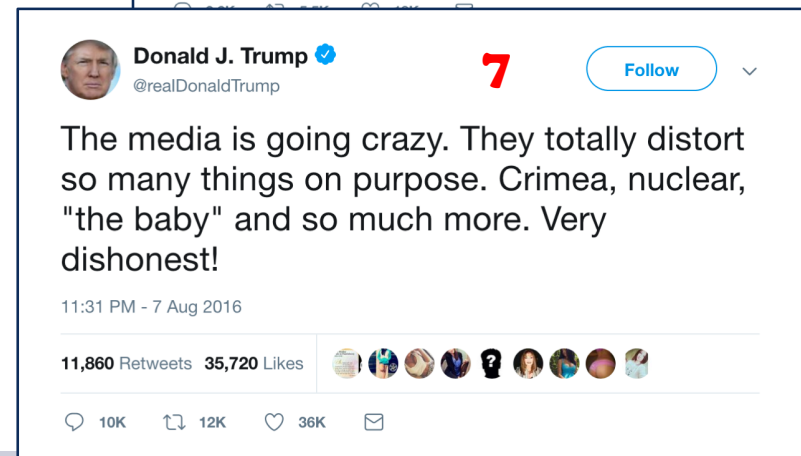 Donald J. Trump
7
Follow
@realDonaldTrump
The media is going crazy. They totally distort
so many things on purpose. Crimea, nuclear,
"the baby" and so much more. Very
dishonest!
11:31 PM - 7 Aug 2016
11,860 Retweets 35,720 Likes
?
10K 12K 36K